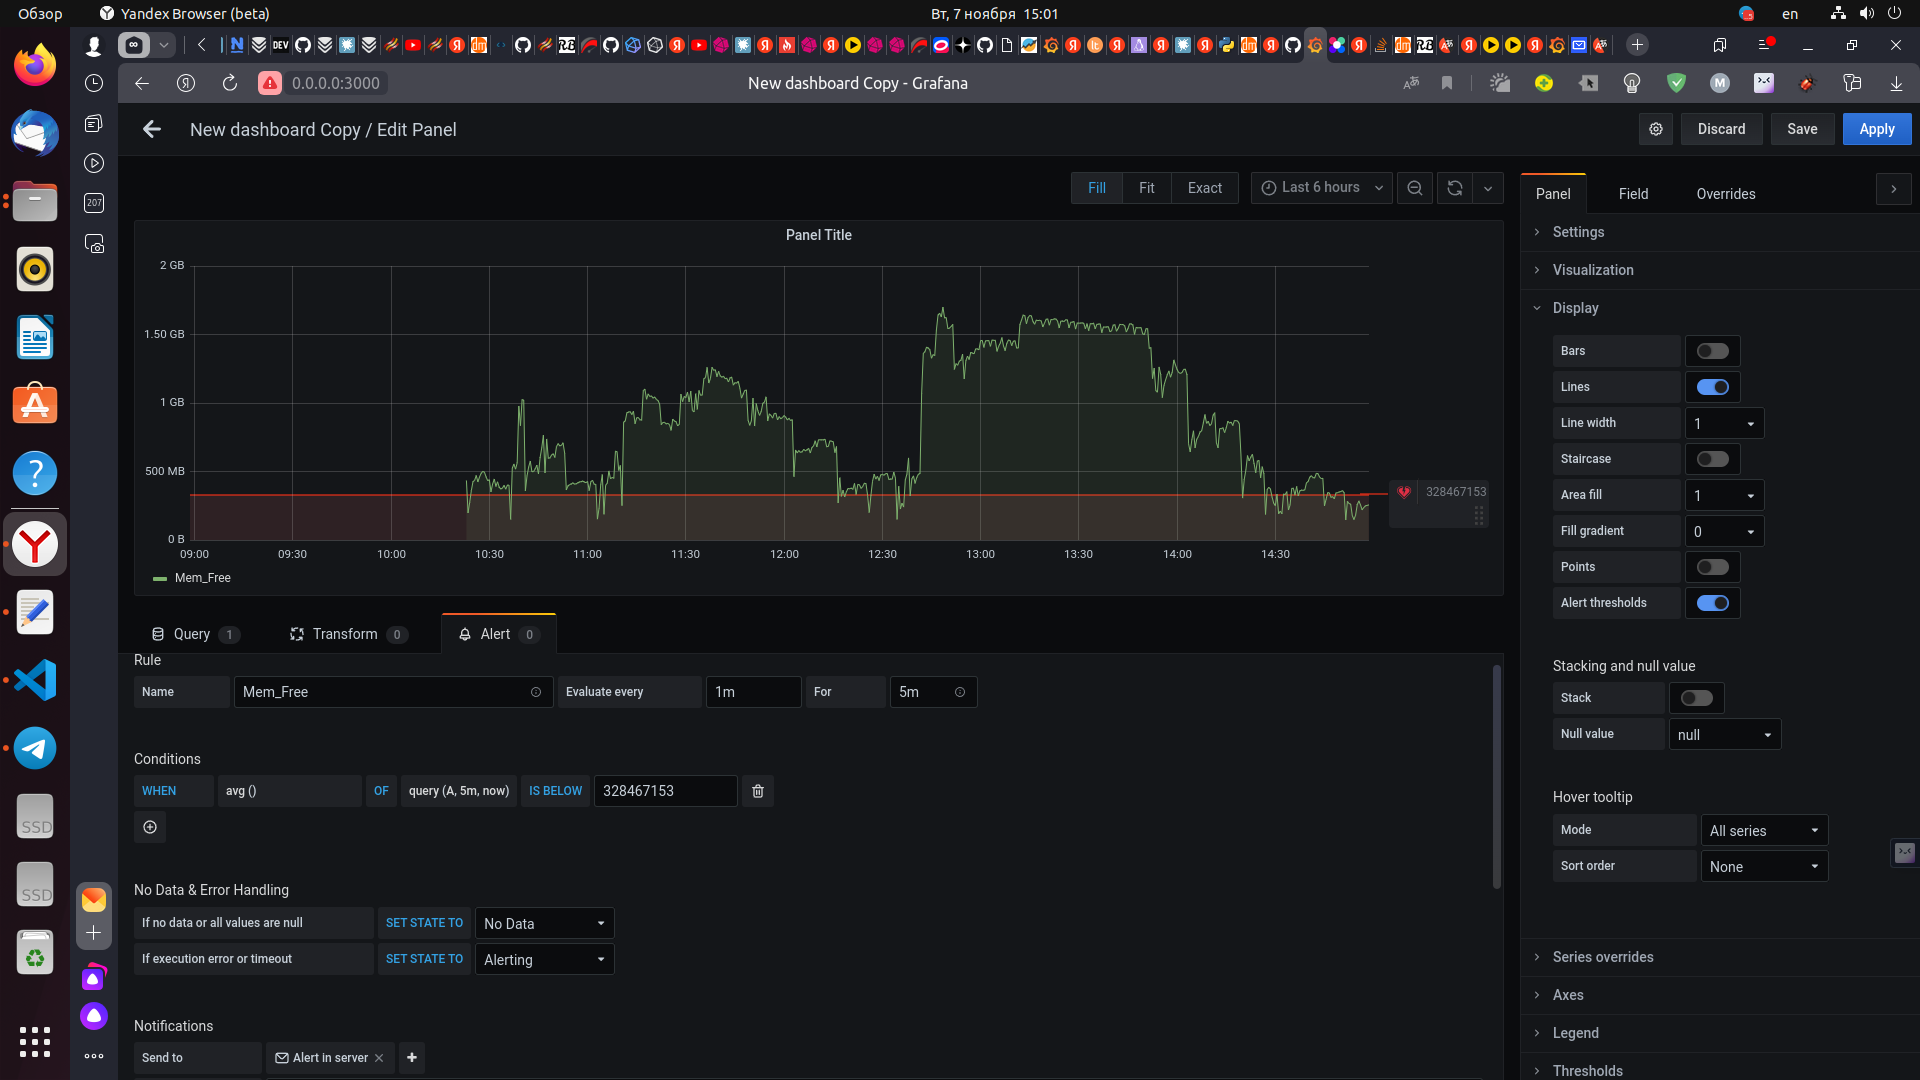 Обзор
Yandex Browser (beta)
Вт, 7 ноября 15:01
en
0.0.0.0:3000
New dashboard Copy - Grafana
New dashboard Copy / Edit Panel
Discard
Save
Apply
207
Fill
Fit
Exact
Last 6 hours
Panel Title
2 GB
1.50 GB
1 GB
500 MB
0 B
09:00
09:30
10:00
10:30
11:00
11:30
12:00
12:30
13:00
13:30
14:00
14:30
328467153
Mem_Free
Query 1
Transform 0
Alert 0
Rule
Name
Mem_Free
Evaluate every
1m
For
5m
Conditions
WHEN
avg ()
OF
query (A, 5m, now)
IS BELOW
328467153
No Data & Error Handling
If no data or all values are null
SET STATE TO
No Data
If execution error or timeout
SET STATE TO
Alerting
Notifications
Send to
Alert in server
Panel
Field
Overrides
Settings
Visualization
Display
Bars
Lines
Line width
1
Staircase
Area fill
1
Fill gradient
0
Points
Alert thresholds
Stacking and null value
Stack
Null value
null
Hover tooltip
Mode
All series
Sort order
None
Series overrides
Axes
Legend
Thresholds
SSD
SSD